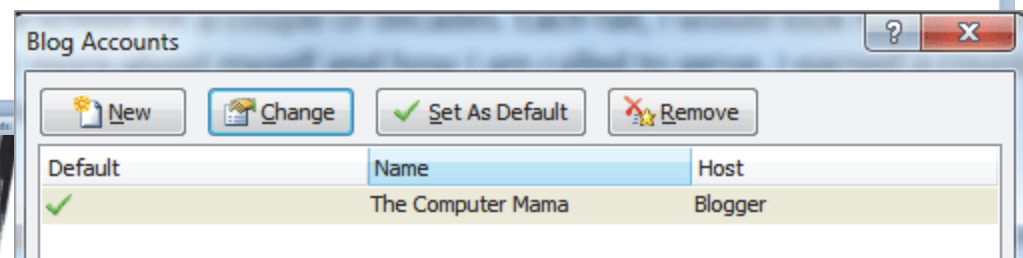 Blog Accounts
New Change Set As Default Remove
Default Name Host
The Computer Mama Blogger